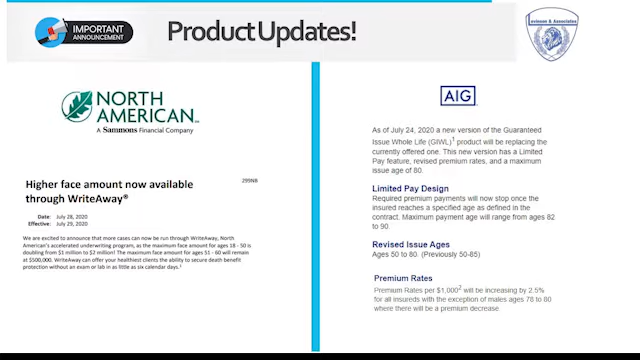 IMPORTANT
ANNOUNCEMENT
Product Updates!
& Associates
NORTH
AMERICAN
A Sammons Financial Company
Higher face amount now available
through WriteAway®
299NB
Date: July 28, 2020
Effective: July 29, 2020
We are excited to announce that more cases can now be run through WriteAway, North
American's accelerated underwriting program, as the maximum face amount for ages 18 - 50 is
doubling from $1 million to $2 million! The maximum face amount for ages 51 - 60 will remain
at $500,000. WriteAway can offer your healthiest clients the ability to secure death benefit
protection without an exam or lab in as little as six calendar days.¹
AIG
As of July 24, 2020 a new version of the Guaranteed
Issue Whole Life (GIWL)¹ product will be replacing the
currently offered one. This new version has a Limited
Pay feature, revised premium rates, and a maximum
issue age of 80.
Limited Pay Design
Required premium payments will now stop once the
insured reaches a specified age as defined in the
contract. Maximum payment age will range from ages 82
to 90.
Revised Issue Ages
Ages 50 to 80. (Previously 50-85)
Premium Rates
Premium Rates per $1,000² will be increasing by 2.5%
for all insureds with the exception of males ages 78 to 80
where there will be a premium decrease